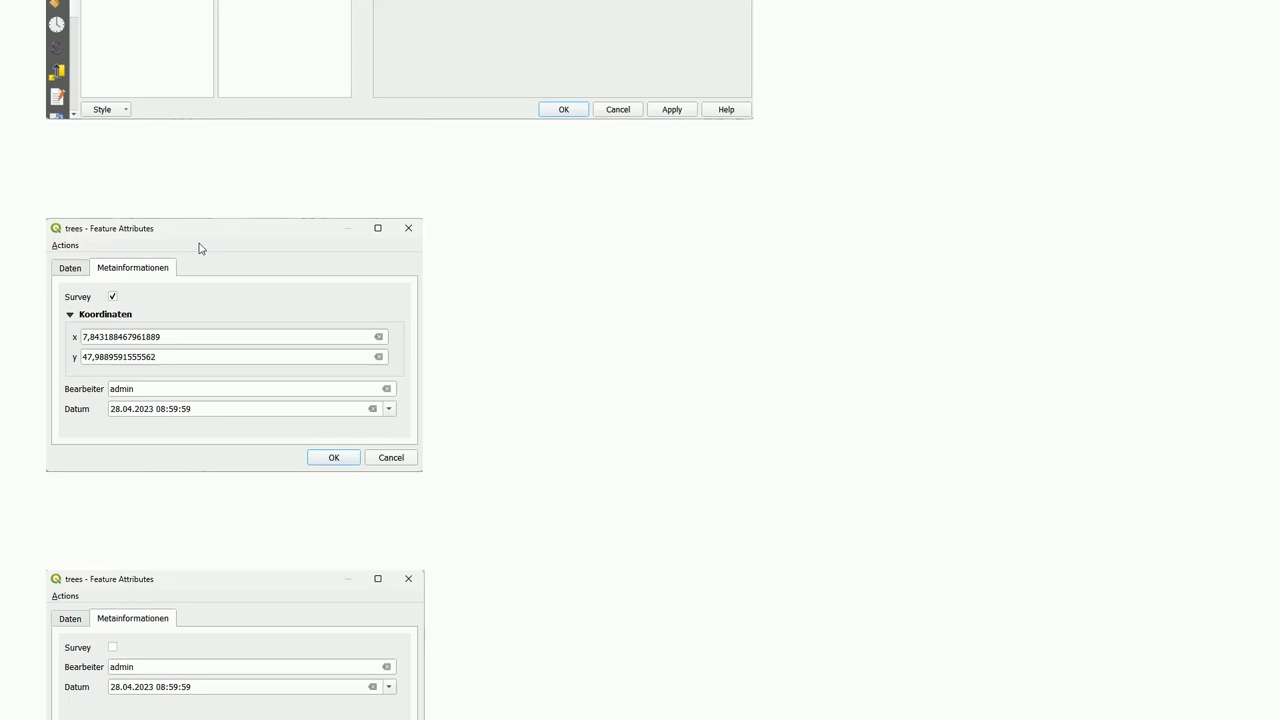 Style
OK Cancel Apply Help
trees - Feature Attributes
Actions
Daten Metainformationen
Survey
Koordinaten
x 7,843188467961889
y 47,9889591555562
Bearbeiter admin
Datum 28.04.2023 08:59:59
OK Cancel
trees - Feature Attributes
Actions
Daten Metainformationen
Survey
Bearbeiter admin
Datum 28.04.2023 08:59:59